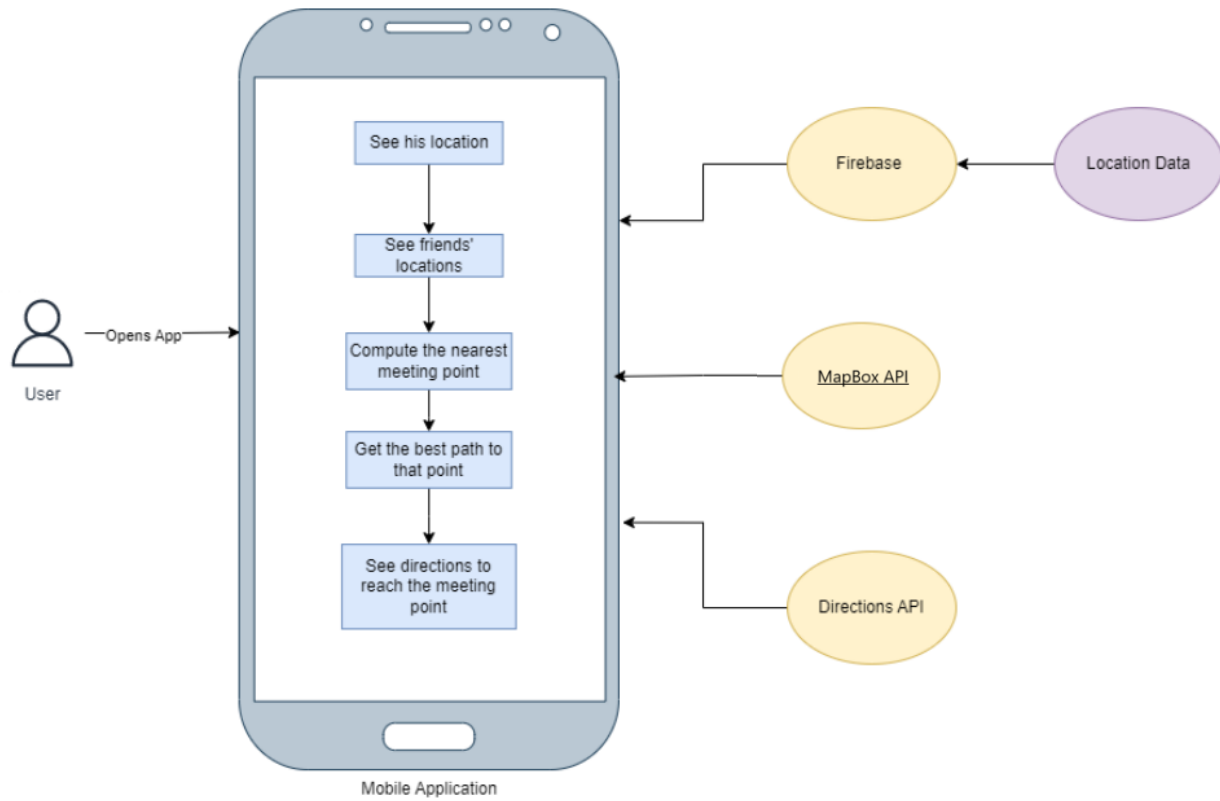 See his location
See friends'
locations
Compute the nearest
meeting point
Get the best path to
that point
See directions to
reach the meeting
point
Opens App
User
Mobile Application
Firebase
Location Data
MapBox API
Directions API